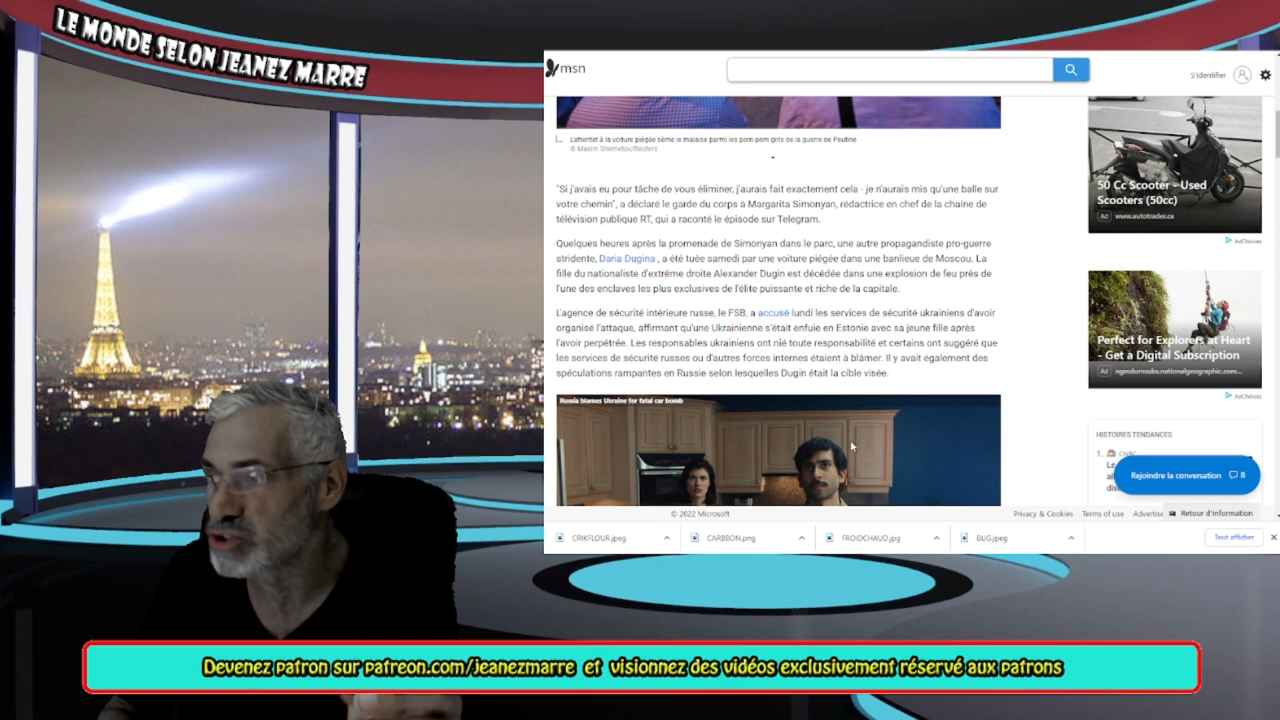 LE MONDE SELON JEANEZ MARRE
msn
S'identifier
L'attentat à la voiture piégée sème le malaise parmi les pom-pom girls de la guerre de Poutine
© Maxim Shemetov/Reuters
"Si j'avais eu pour tâche de vous éliminer, j'aurais fait exactement cela - je n'aurais mis qu'une balle sur
votre chemin", a déclaré le garde du corps à Margarita Simonyan, rédactrice en chef de la chaîne de
télévision publique RT, qui a raconté le épisode sur Telegram.
Quelques heures après la promenade de Simonyan dans le parc, une autre propagandiste pro-guerre
stridente, Daria Dugina , a été tuée samedi par une voiture piégée dans une banlieue de Moscou. La
fille du nationaliste d'extrême droite Alexander Dugin est décédée dans une explosion de feu près de
l'une des enclaves les plus exclusives de l'élite puissante et riche de la capitale.
L'agence de sécurité intérieure russe, le FSB, a accusé lundi les services de sécurité ukrainiens d'avoir
organisé l'attaque, affirmant qu'une Ukrainienne s'était enfuie en Estonie avec sa jeune fille après
l'avoir perpétrée. Les responsables ukrainiens ont nié toute responsabilité et certains ont suggéré que
les services de sécurité russes ou d'autres forces internes étaient à blâmer. Il y avait également des
spéculations rampantes en Russie selon lesquelles Dugin était la cible visée.
Russia blames Ukraine for fatal car bomb
50 Cc Scooter - Used
Scooters (50cc)
Ad www.autotrader.ca
AdChoices
Perfect for Explorers at Heart
- Get a Digital Subscription
Ad ngmdomsubs.nationalgeographic.com...
AdChoices
HISTOIRES TENDANCES
1. CNBC
Le
Rejoindre la conversation 8
© 2022 Microsoft
Privacy & Cookies Terms of use Advertise Retour d'information
CRIKFLOUR.jpeg CARBBON.png FROIDCHAUD.jpg BUG.jpeg Tout afficher
Devenez patron sur patreon.com/jeanezmarre et visionnez des vidéos exclusivement réservé aux patrons